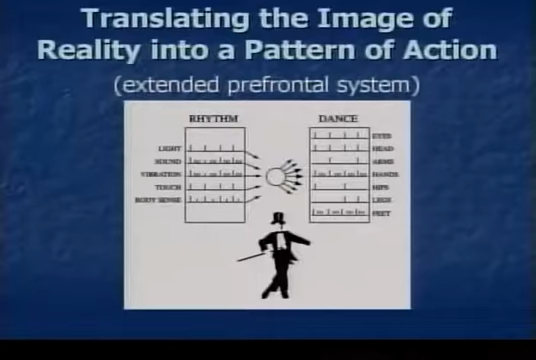 Translating the Image of
Reality into a Pattern of Action
(extended prefrontal system)
RHYTHM
DANCE
LIGHT
SOUND
VIBRATION
TOUCH
BODY SENSE
EYES
HEAD
ARMS
HANDS
HIPS
LEGS
FEET